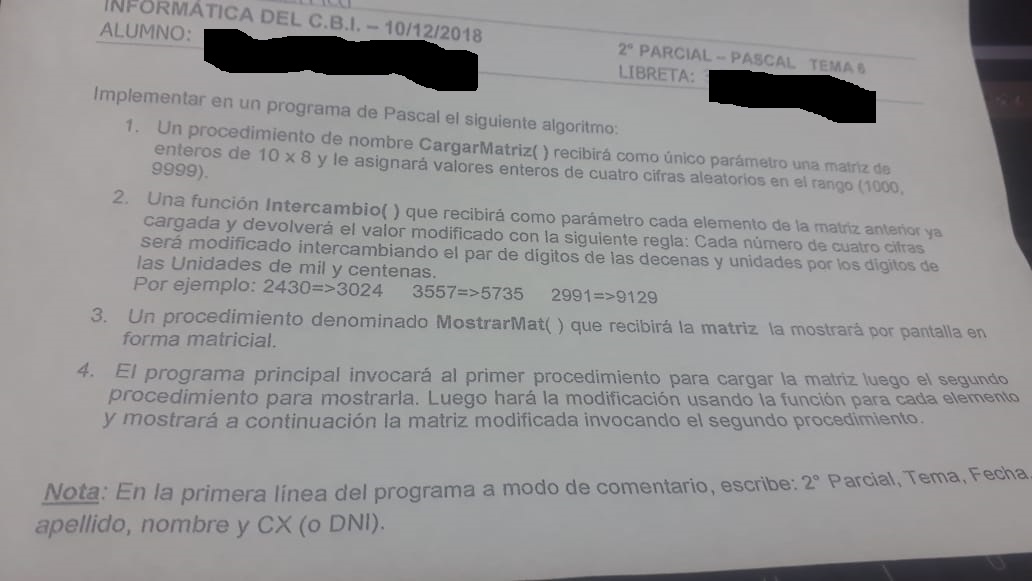 INFORMÁTICA DEL C.B.I. – 10/12/2018
ALUMNO:
2° PARCIAL – PASCAL TEMA 6
LIBRETA:
Implementar en un programa de Pascal el siguiente algoritmo:
1. Un procedimiento de nombre CargarMatriz( ) recibirá como único parámetro una matriz de
enteros de 10 x 8 y le asignará valores enteros de cuatro cifras aleatorios en el rango (1000,
9999).
2. Una función Intercambio( ) que recibirá como parámetro cada elemento de la matriz anterior ya
cargada y devolverá el valor modificado con la siguiente regla: Cada número de cuatro cifras
será modificado intercambiando el par de dígitos de las decenas y unidades por los dígitos de
las Unidades de mil y centenas.
Por ejemplo: 2430=>3024 3557=>5735 2991=>9129
3. Un procedimiento denominado MostrarMat( ) que recibirá la matriz la mostrará por pantalla en
forma matricial.
4. El programa principal invocará al primer procedimiento para cargar la matriz luego el segundo
procedimiento para mostrarla. Luego hará la modificación usando la función para cada elemento
y mostrará a continuación la matriz modificada invocando el segundo procedimiento.
Nota: En la primera línea del programa a modo de comentario, escribe: 2° Parcial, Tema, Fecha
apellido, nombre y CX (o DNI).